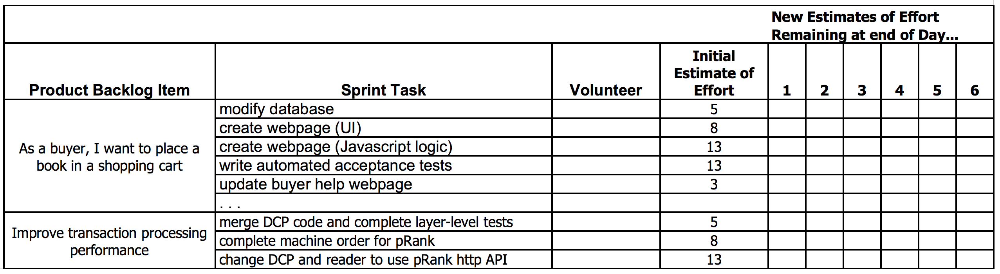 New Estimates of Effort
Remaining at end of Day...
Product Backlog Item
Sprint Task
Volunteer
Initial
Estimate of
Effort
1
2
3
4
5
6
As a buyer, I want to place a
book in a shopping cart
modify database
5
create webpage (UI)
8
create webpage (Javascript logic)
13
write automated acceptance tests
13
update buyer help webpage
3
. . .
Improve transaction processing
performance
merge DCP code and complete layer-level tests
5
complete machine order for pRank
8
change DCP and reader to use pRank http API
13